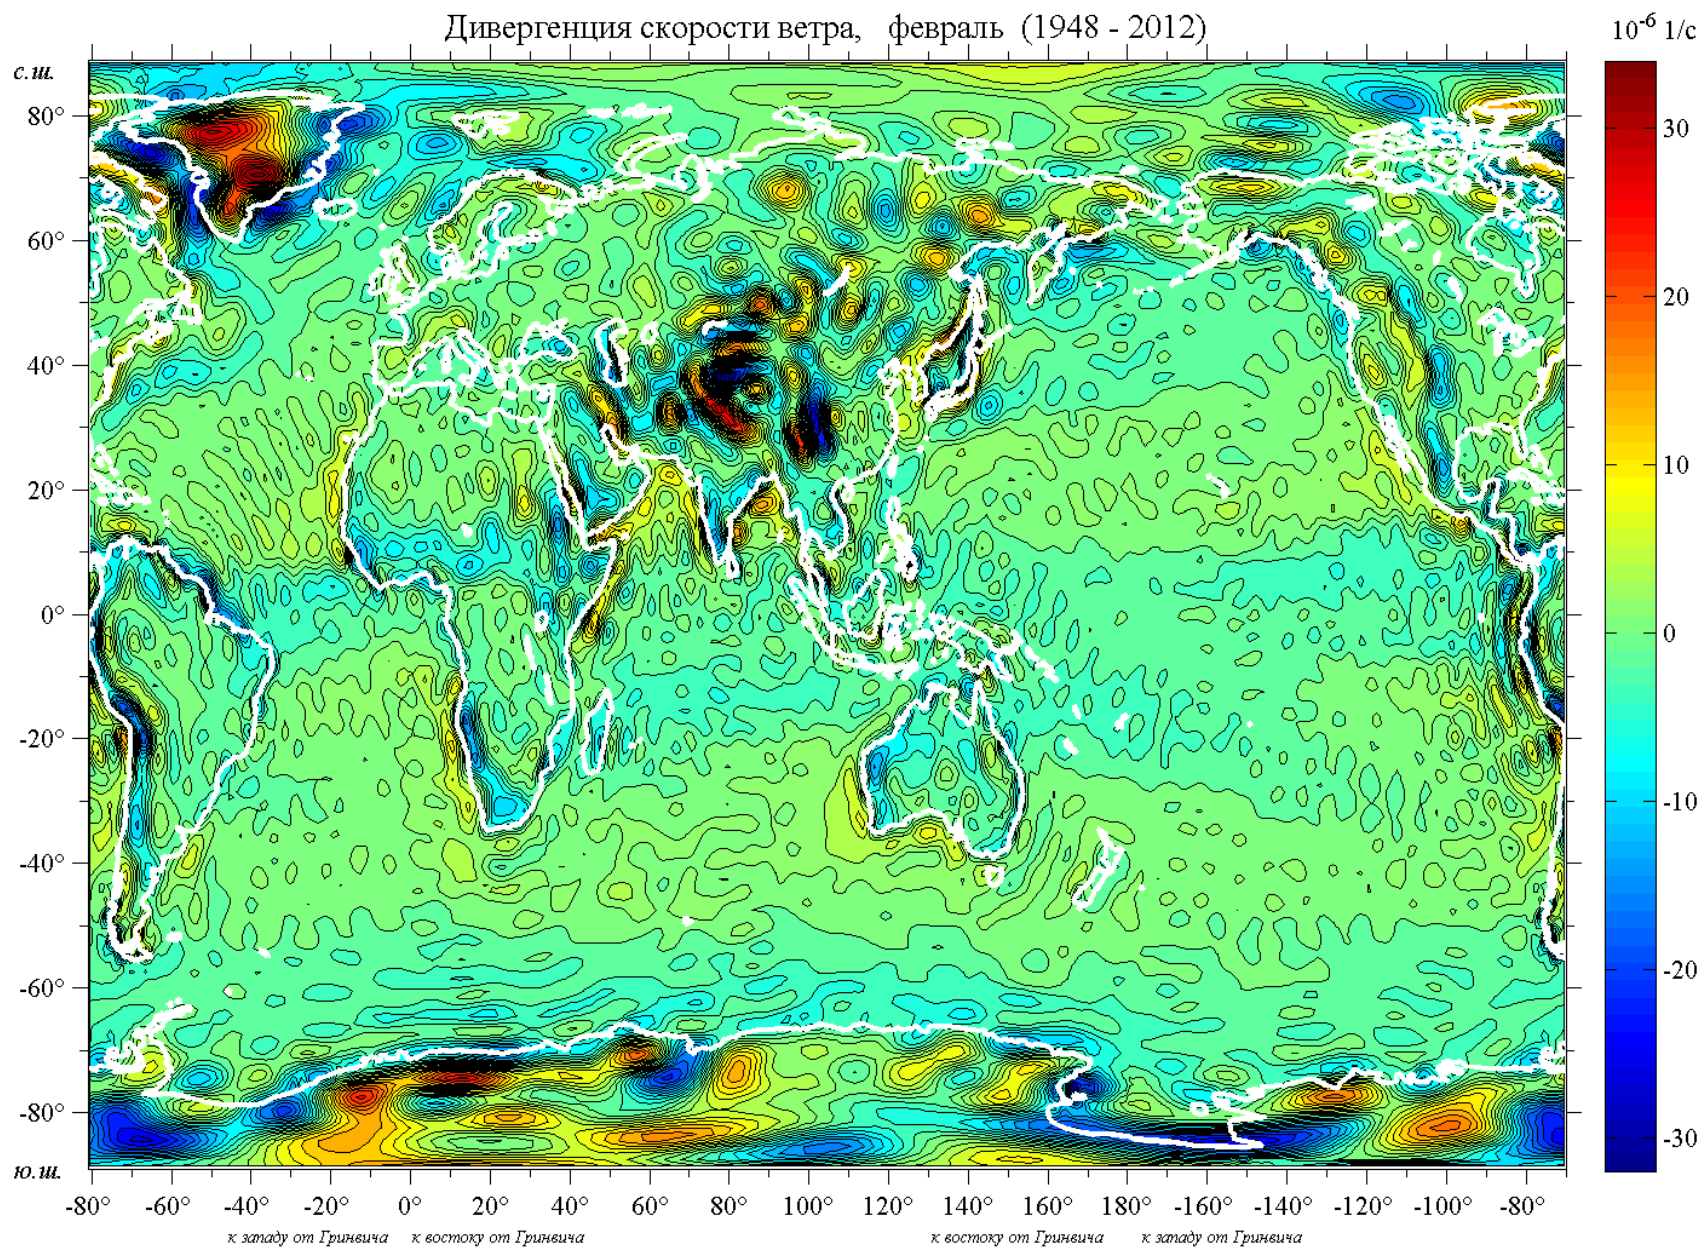 Дивергенция скорости ветра, февраль (1948 - 2012)
10⁻⁶ 1/с
с.ш.
80°
60°
40°
20°
0°
-20°
-40°
-60°
-80°
ю.ш.
30
20
10
0
-10
-20
-30
-80° -60° -40° -20° 0° 20° 40° 60° 80° 100° 120° 140° 160° 180° -160° -140° -120° -100° -80°
к западу от Гринвича к востоку от Гринвича к востоку от Гринвича к западу от Гринвича